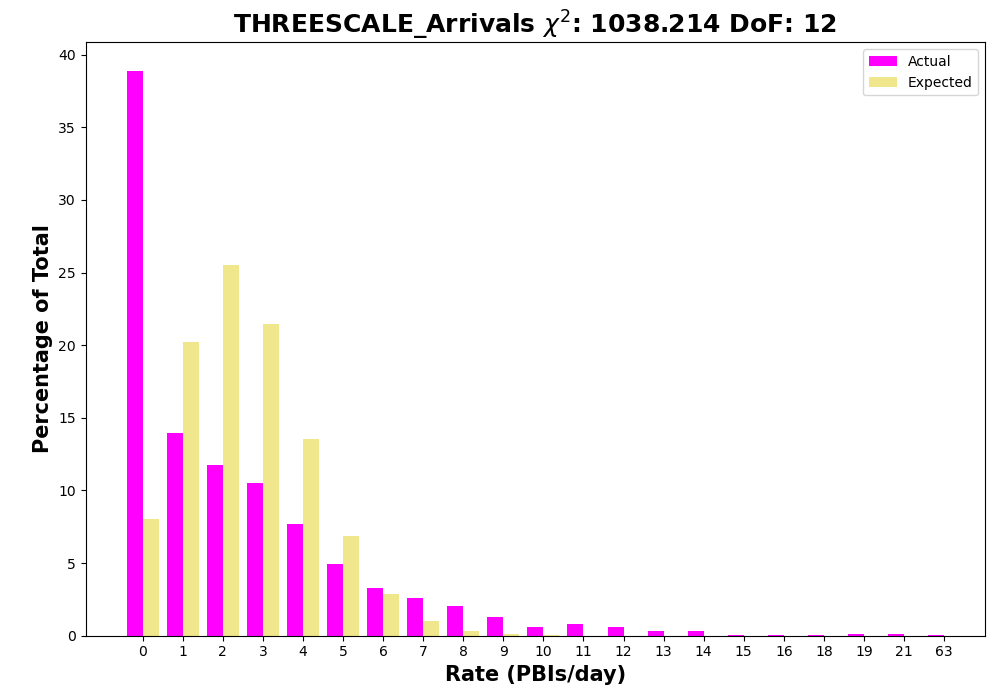 THREESCALE_Arrivals χ²: 1038.214 DoF: 12
Actual
Expected
Percentage of Total
40
35
30
25
20
15
10
5
0
0 1 2 3 4 5 6 7 8 9 10 11 12 13 14 15 16 18 19 21 63
Rate (PBIs/day)